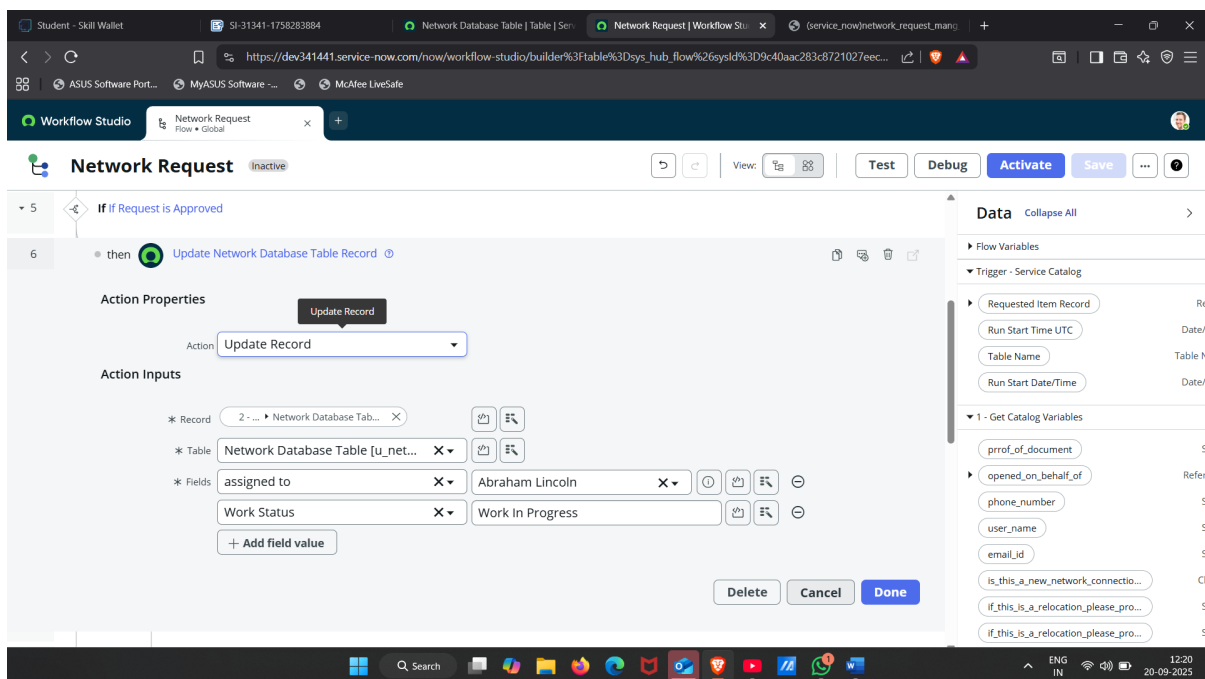 Student - Skill Wallet
SI-31341-1758283884
Network Database Table | Table | Serv
Network Request | Workflow Stu
(service_now)network_request_mang
https://dev341441.service-now.com/now/workflow-studio/builder%3Ftable%3Dsys_hub_flow%26sysId%3D9c40aac283c8721027eec...
ASUS Software Port...
MyASUS Software -...
McAfee LiveSafe
Workflow Studio
Network Request
Flow • Global
Network Request
Inactive
View:
Test
Debug
Activate
Save
5
If If Request is Approved
6
then
Update Network Database Table Record
Action Properties
Update Record
Action
Update Record
Action Inputs
* Record
2 - ... Network Database Tab...
* Table
Network Database Table [u_net...
* Fields
assigned to
Abraham Lincoln
Work Status
Work In Progress
+ Add field value
Delete
Cancel
Done
Data Collapse All
Flow Variables
Trigger - Service Catalog
Requested Item Record
Re
Run Start Time UTC
Date/
Table Name
Table N
Run Start Date/Time
Date/
1 - Get Catalog Variables
prrof_of_document
S
opened_on_behalf_of
Refer
phone_number
S
user_name
S
email_id
S
is_this_a_new_network_connectio...
Cl
if_this_is_a_relocation_please_pro...
S
if_this_is_a_relocation_please_pro...
S
Search
1
ENG
IN
12:20
20-09-2025